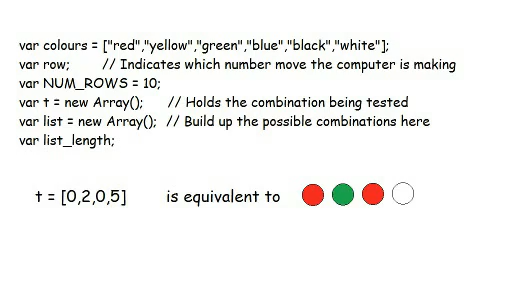 var colours = ["red","yellow","green","blue","black","white"];
var row; // Indicates which number move the computer is making
var NUM_ROWS = 10;
var t = new Array(); // Holds the combination being tested
var list = new Array(); // Build up the possible combinations here
var list_length;
t = [0,2,0,5] is equivalent to